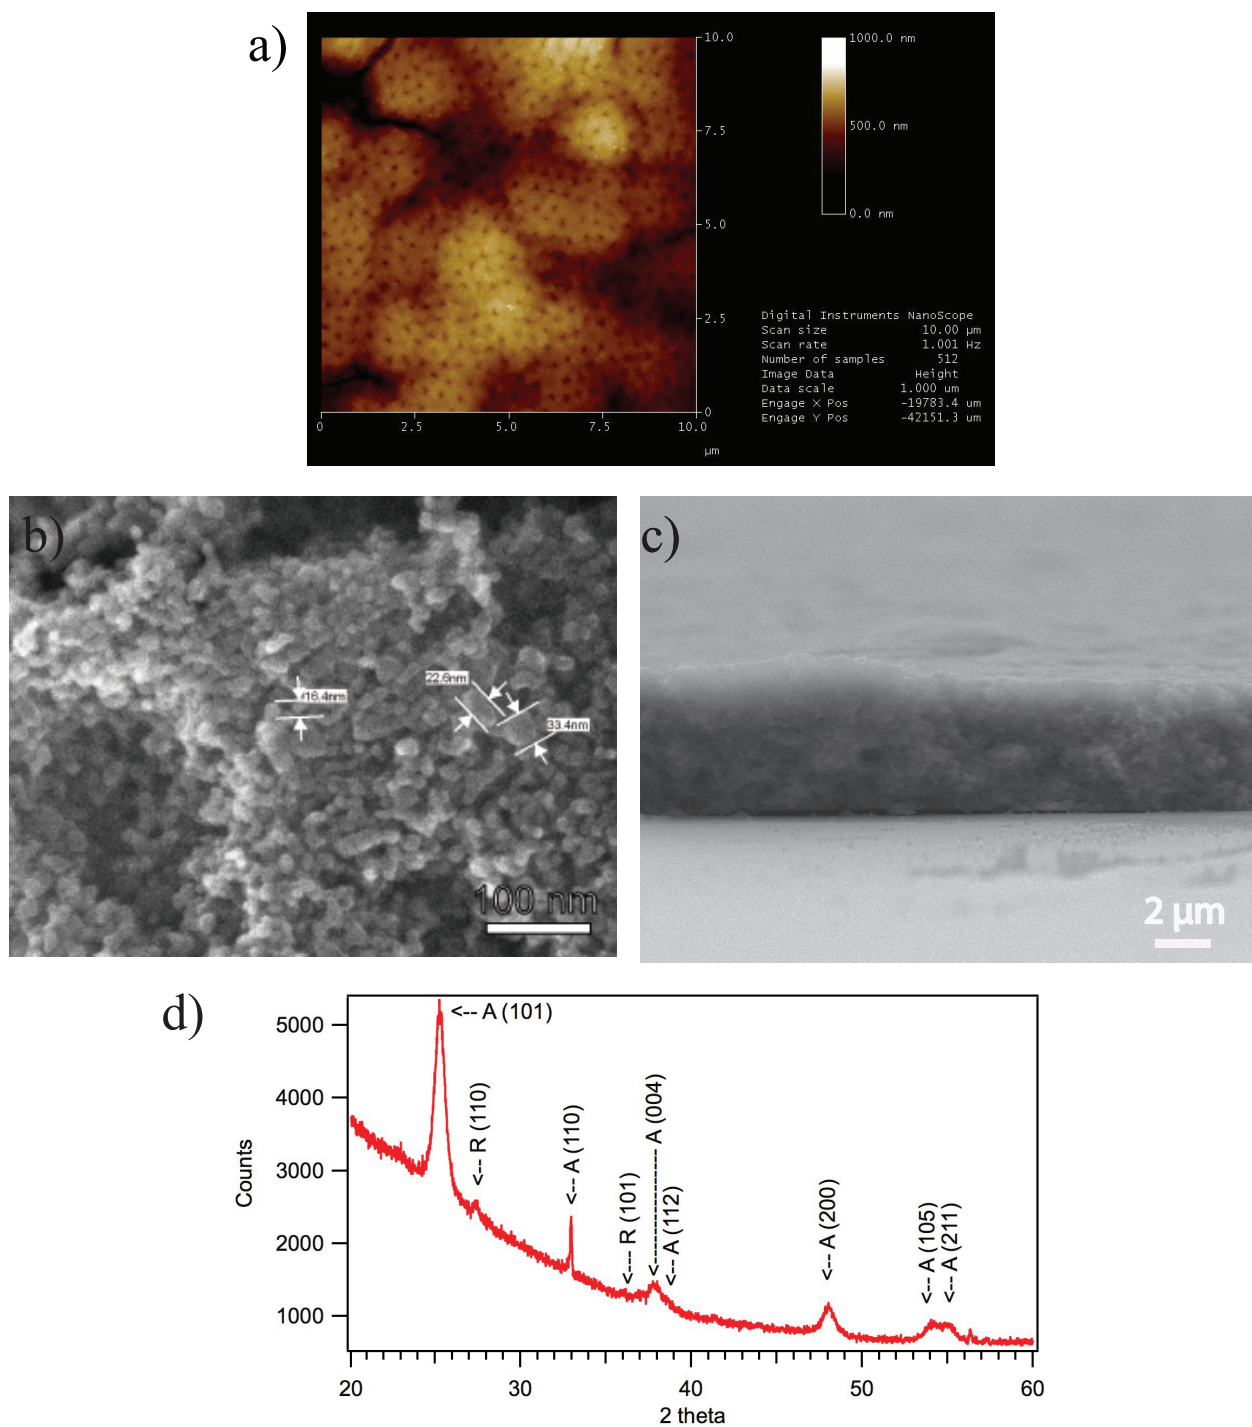 a)
1000.0 nm
500.0 nm
0.0 nm
10.0
7.5
5.0
2.5
0
0 2.5 5.0 7.5 10.0
µm
Digital Instruments NanoScope
Scan size 10.00 µm
Scan rate 1.001 Hz
Number of samples 512
Image Data Height
Data scale 1.000 um
Engage X Pos -19783.4 um
Engage Y Pos -42151.3 um
b)
16.4nm
22.6nm
33.4nm
100 nm
c)
2 µm
d)
Counts
5000
4000
3000
2000
1000
<-- A (101)
<-- R (110)
<-- A (110)
<-- R (101)
<---------- A (004)
<-- A (112)
<--- A (200)
<-- A (105)
<--- A (211)
20 30 40 50 60
2 theta